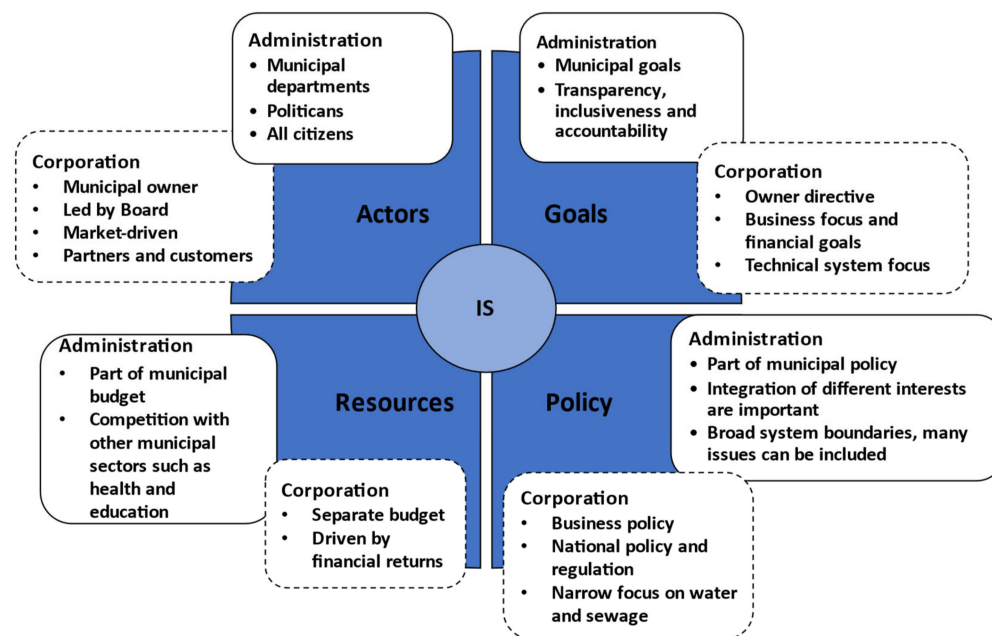 Administration
• Municipal
departments
• Politicans
• All citizens
Administration
• Municipal goals
• Transparency,
inclusiveness and
accountability
Corporation
• Municipal owner
• Led by Board
• Market-driven
• Partners and customers
Corporation
• Owner directive
• Business focus and
financial goals
• Technical system focus
Actors
Goals
IS
Resources
Policy
Administration
• Part of municipal
budget
• Competition with
other municipal
sectors such as
health and
education
Administration
• Part of municipal policy
• Integration of different interests
are important
• Broad system boundaries, many
issues can be included
Corporation
• Separate budget
• Driven by
financial returns
Corporation
• Business policy
• National policy and
regulation
• Narrow focus on water
and sewage